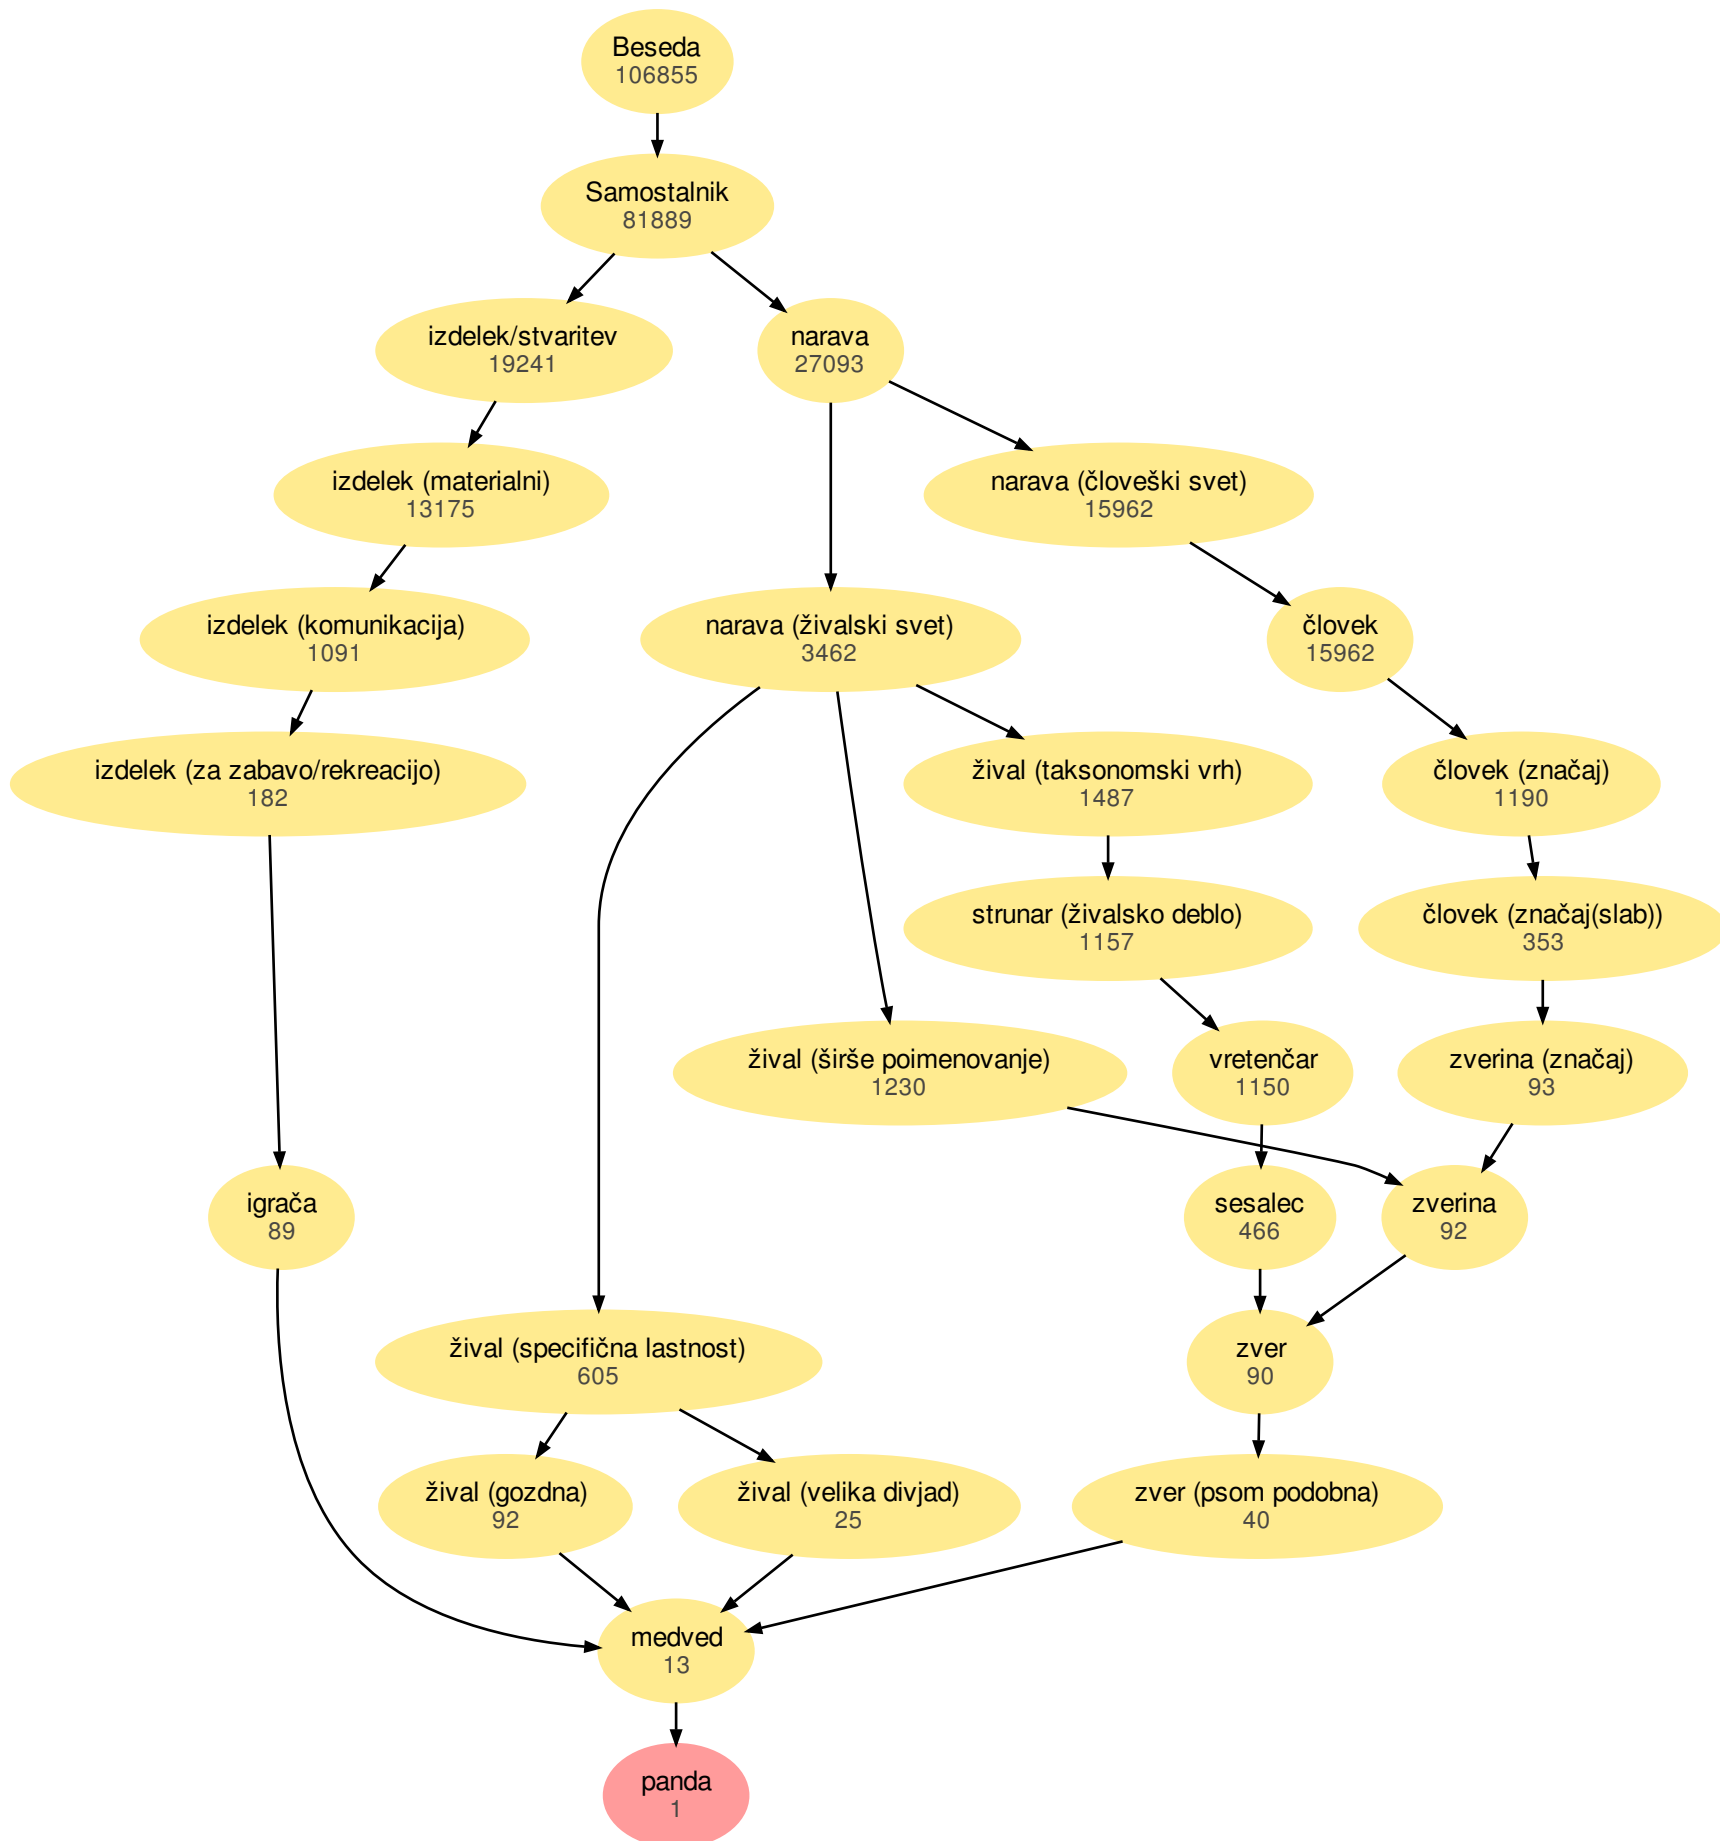 Beseda
106855
Samostalnik
81889
izdelek/stvaritev
19241
narava
27093
izdelek (materialni)
13175
narava (človeški svet)
15962
izdelek (komunikacija)
1091
narava (živalski svet)
3462
človek
15962
izdelek (za zabavo/rekreacijo)
182
žival (taksonomski vrh)
1487
človek (značaj)
1190
strunar (živalsko deblo)
1157
človek (značaj(slab))
353
žival (širše poimenovanje)
1230
vretenčar
1150
zverina (značaj)
93
igrača
89
sesalec
466
zverina
92
žival (specifična lastnost)
605
zver
90
žival (gozdna)
92
žival (velika divjad)
25
zver (psom podobna)
40
medved
13
panda
1